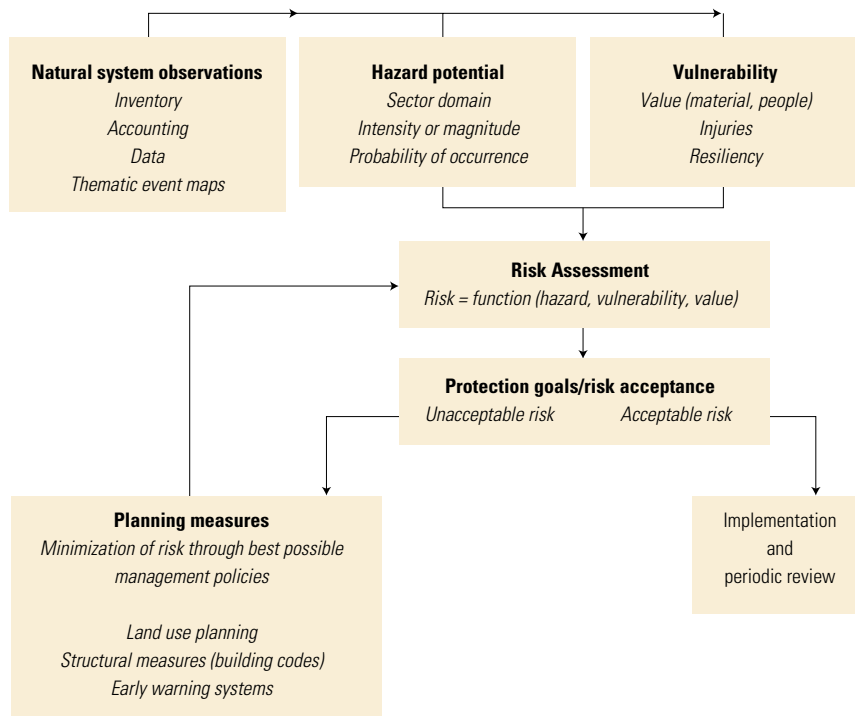 Natural system observations
Inventory
Accounting
Data
Thematic event maps
Hazard potential
Sector domain
Intensity or magnitude
Probability of occurrence
Vulnerability
Value (material, people)
Injuries
Resiliency
Risk Assessment
Risk = function (hazard, vulnerability, value)
Protection goals/risk acceptance
Unacceptable risk Acceptable risk
Planning measures
Minimization of risk through best possible
management policies
Land use planning
Structural measures (building codes)
Early warning systems
Implementation
and
periodic review